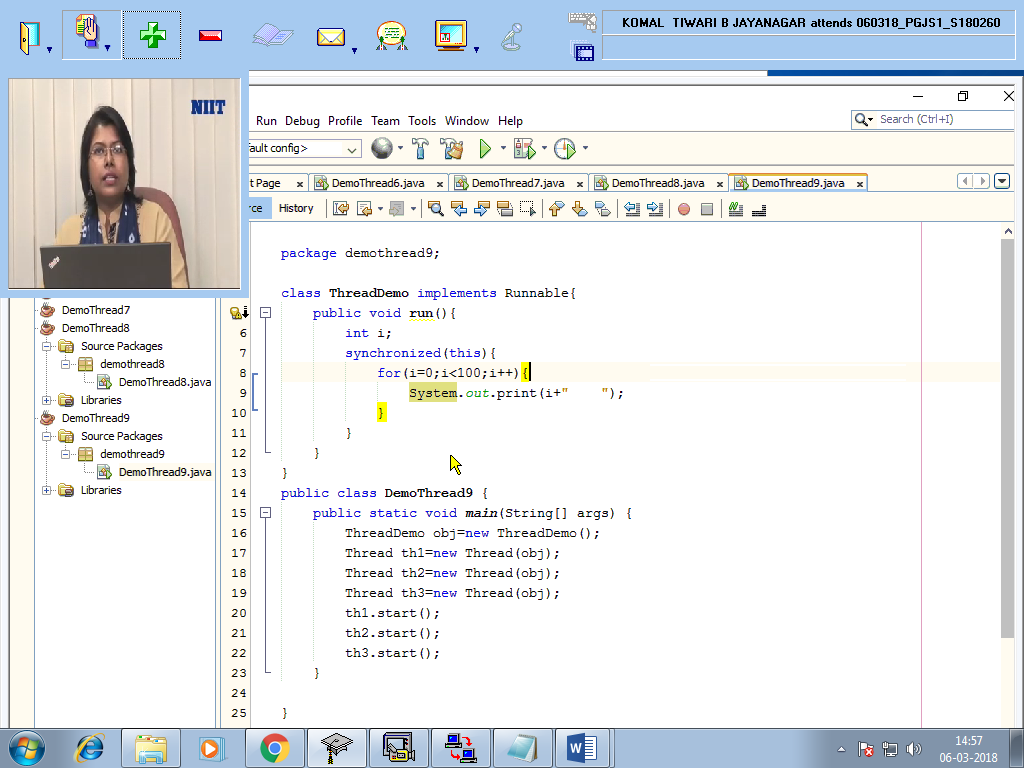 KOMAL TIWARI B JAYANAGAR attends 060318_PGJS1_S180260
NIIT
Run Debug Profile Team Tools Window Help
Search (Ctrl+I)
ault config>
t Page
DemoThread6.java
DemoThread7.java
DemoThread8.java
DemoThread9.java
rce
History
DemoThread7
DemoThread8
Source Packages
demothread8
DemoThread8.java
Libraries
DemoThread9
Source Packages
demothread9
DemoThread9.java
Libraries
package demothread9;
class ThreadDemo implements Runnable{
public void run(){
6 int i;
7 synchronized(this){
8 for(i=0;i<100;i++){
9 System.out.print(i+"    ");
10 }
11 }
12 }
13 }
14 public class DemoThread9 {
15 public static void main(String[] args) {
16 ThreadDemo obj=new ThreadDemo();
17 Thread th1=new Thread(obj);
18 Thread th2=new Thread(obj);
19 Thread th3=new Thread(obj);
20 th1.start();
21 th2.start();
22 th3.start();
23 }
24
25 }
14:57
06-03-2018